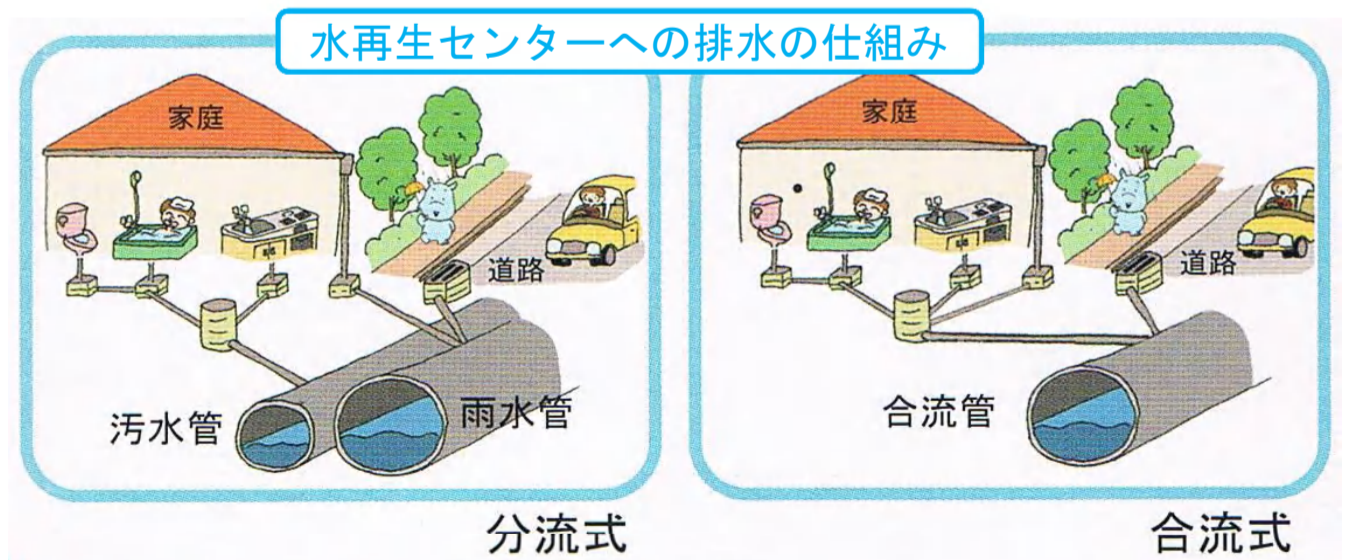 水再生センターへの排水の仕組み
家庭
道路
汚水管
雨水管
分流式
家庭
道路
合流管
合流式